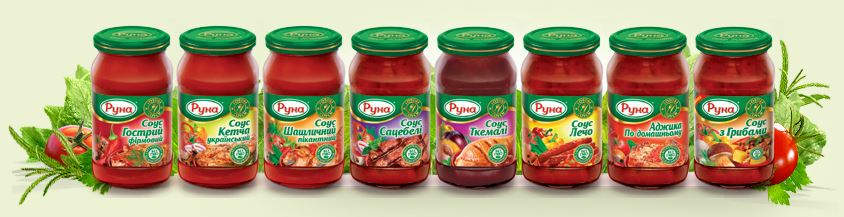 Руна
Соус
Гострий
фірмовий
Руна
Соус
Кетча
український
Руна
Соус
Шашличний
пікантний
Руна
Соус
Сацебелі
Руна
Соус
Ткемалі
Руна
Соус
Лечо
Руна
Аджика
По домашньому
Руна
Соус
з Грибами